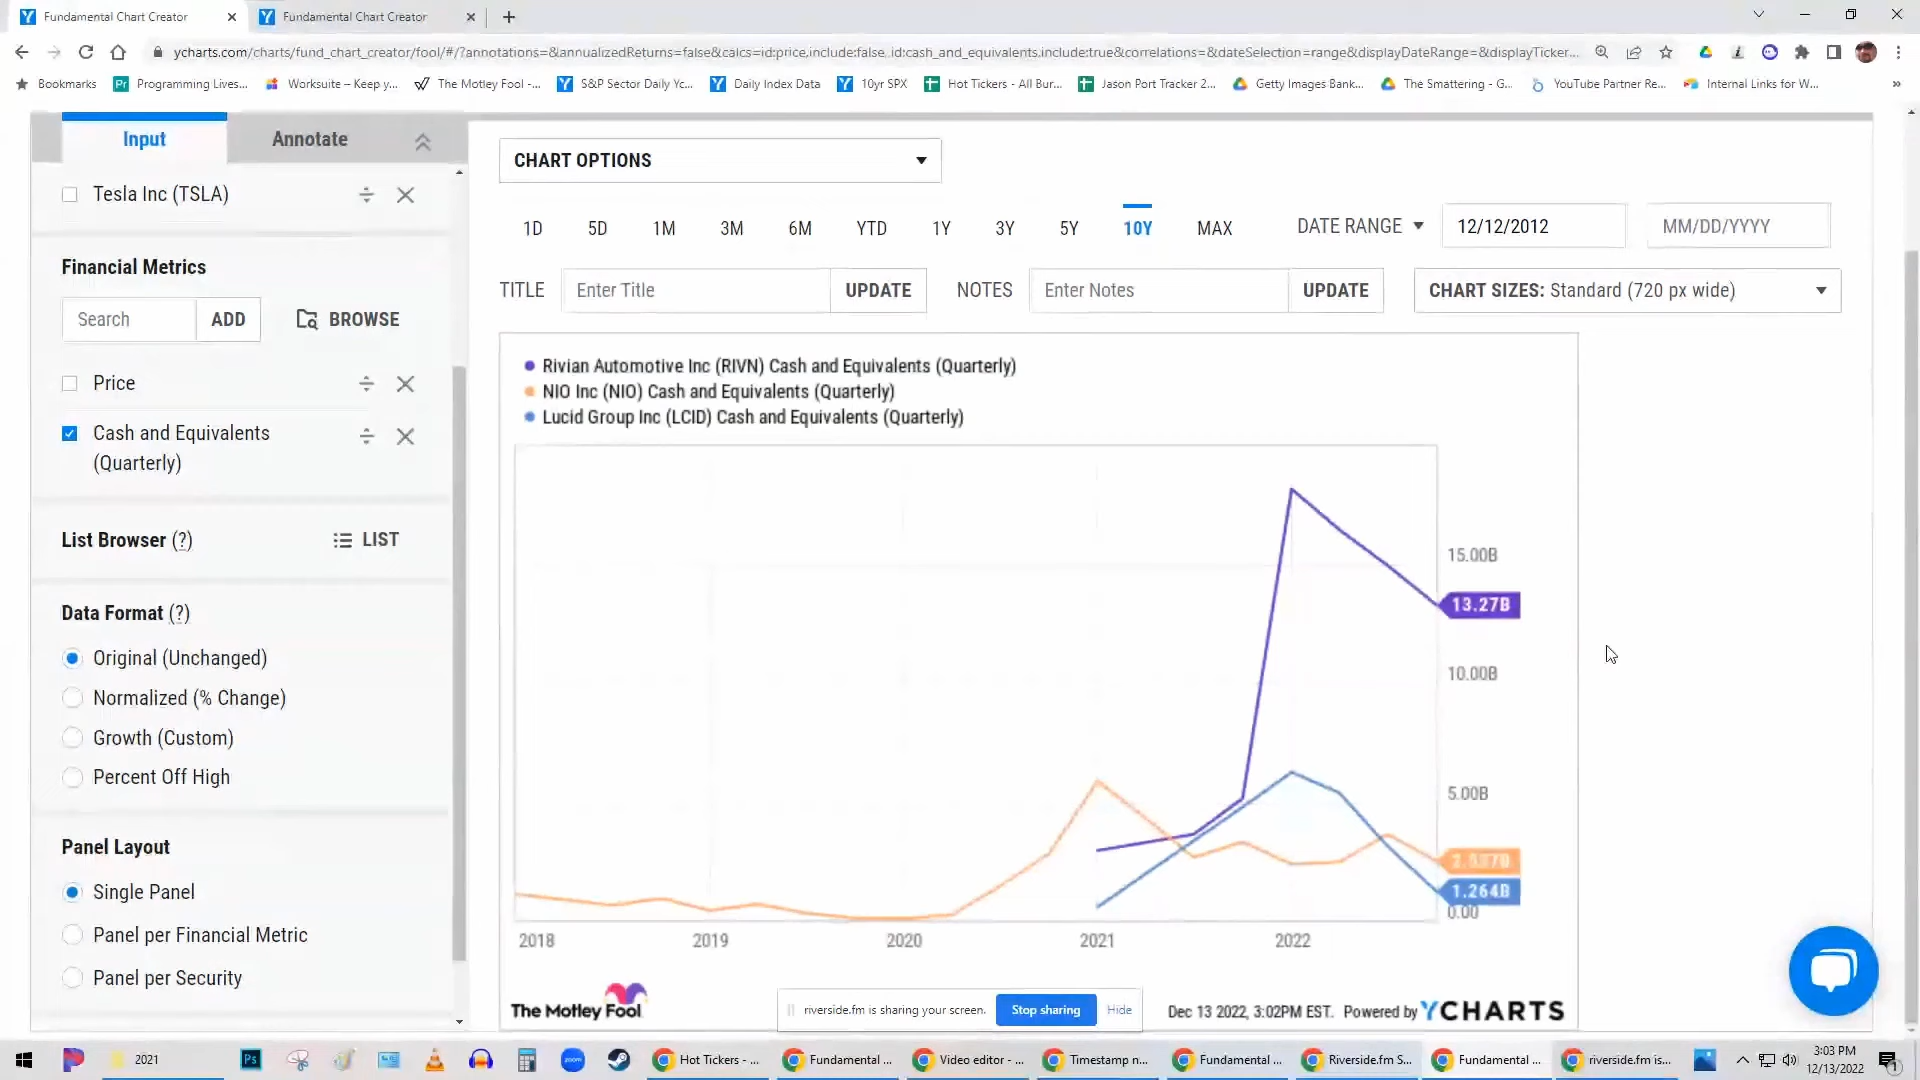 Fundamental Chart Creator
Fundamental Chart Creator
ycharts.com/charts/fund_chart_creator/fool/#/?annotations=&annualizedReturns=false&calcs=id:price,include:false,,id:cash_and_equivalents,include:true&correlations=&dateSelection=range&displayDateRange=&displayTicker...
Bookmarks
Programming Lives...
Worksuite – Keep y...
The Motley Fool -...
S&P Sector Daily Yc...
Daily Index Data
10yr SPX
Hot Tickers - All Bur...
Jason Port Tracker 2...
Getty Images Bank...
The Smattering - G...
YouTube Partner Re...
Internal Links for W...
Input
Annotate
Tesla Inc (TSLA)
Financial Metrics
Search
ADD
BROWSE
Price
Cash and Equivalents
(Quarterly)
List Browser (?)
LIST
Data Format (?)
Original (Unchanged)
Normalized (% Change)
Growth (Custom)
Percent Off High
Panel Layout
Single Panel
Panel per Financial Metric
Panel per Security
CHART OPTIONS
1D 5D 1M 3M 6M YTD 1Y 3Y 5Y 10Y MAX DATE RANGE 12/12/2012 MM/DD/YYYY
TITLE Enter Title UPDATE NOTES Enter Notes UPDATE CHART SIZES: Standard (720 px wide)
Rivian Automotive Inc (RIVN) Cash and Equivalents (Quarterly)
NIO Inc (NIO) Cash and Equivalents (Quarterly)
Lucid Group Inc (LCID) Cash and Equivalents (Quarterly)
15.00B
13.27B
10.00B
5.00B
1.264B
0.00
2018 2019 2020 2021 2022
The Motley Fool
riverside.fm is sharing your screen.
Stop sharing
Hide
Dec 13 2022, 3:02PM EST. Powered by YCHARTS
2021
Ps
zoom
Hot Tickers - ...
Fundamental ...
Video editor - ...
Timestamp n...
Fundamental ...
Riverside.fm S...
Fundamental ...
riverside.fm is...
3:03 PM
12/13/2022
1